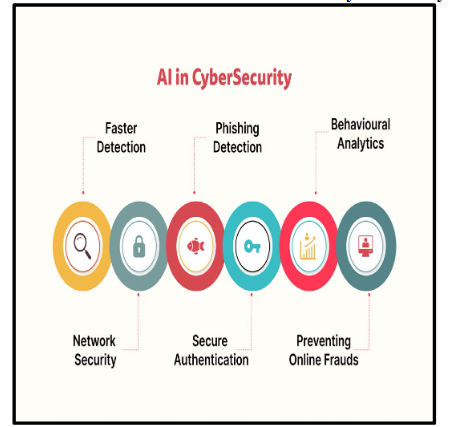 AI in CyberSecurity
Faster
Detection
Phishing
Detection
Behavioural
Analytics
Network
Security
Secure
Authentication
Preventing
Online Frauds